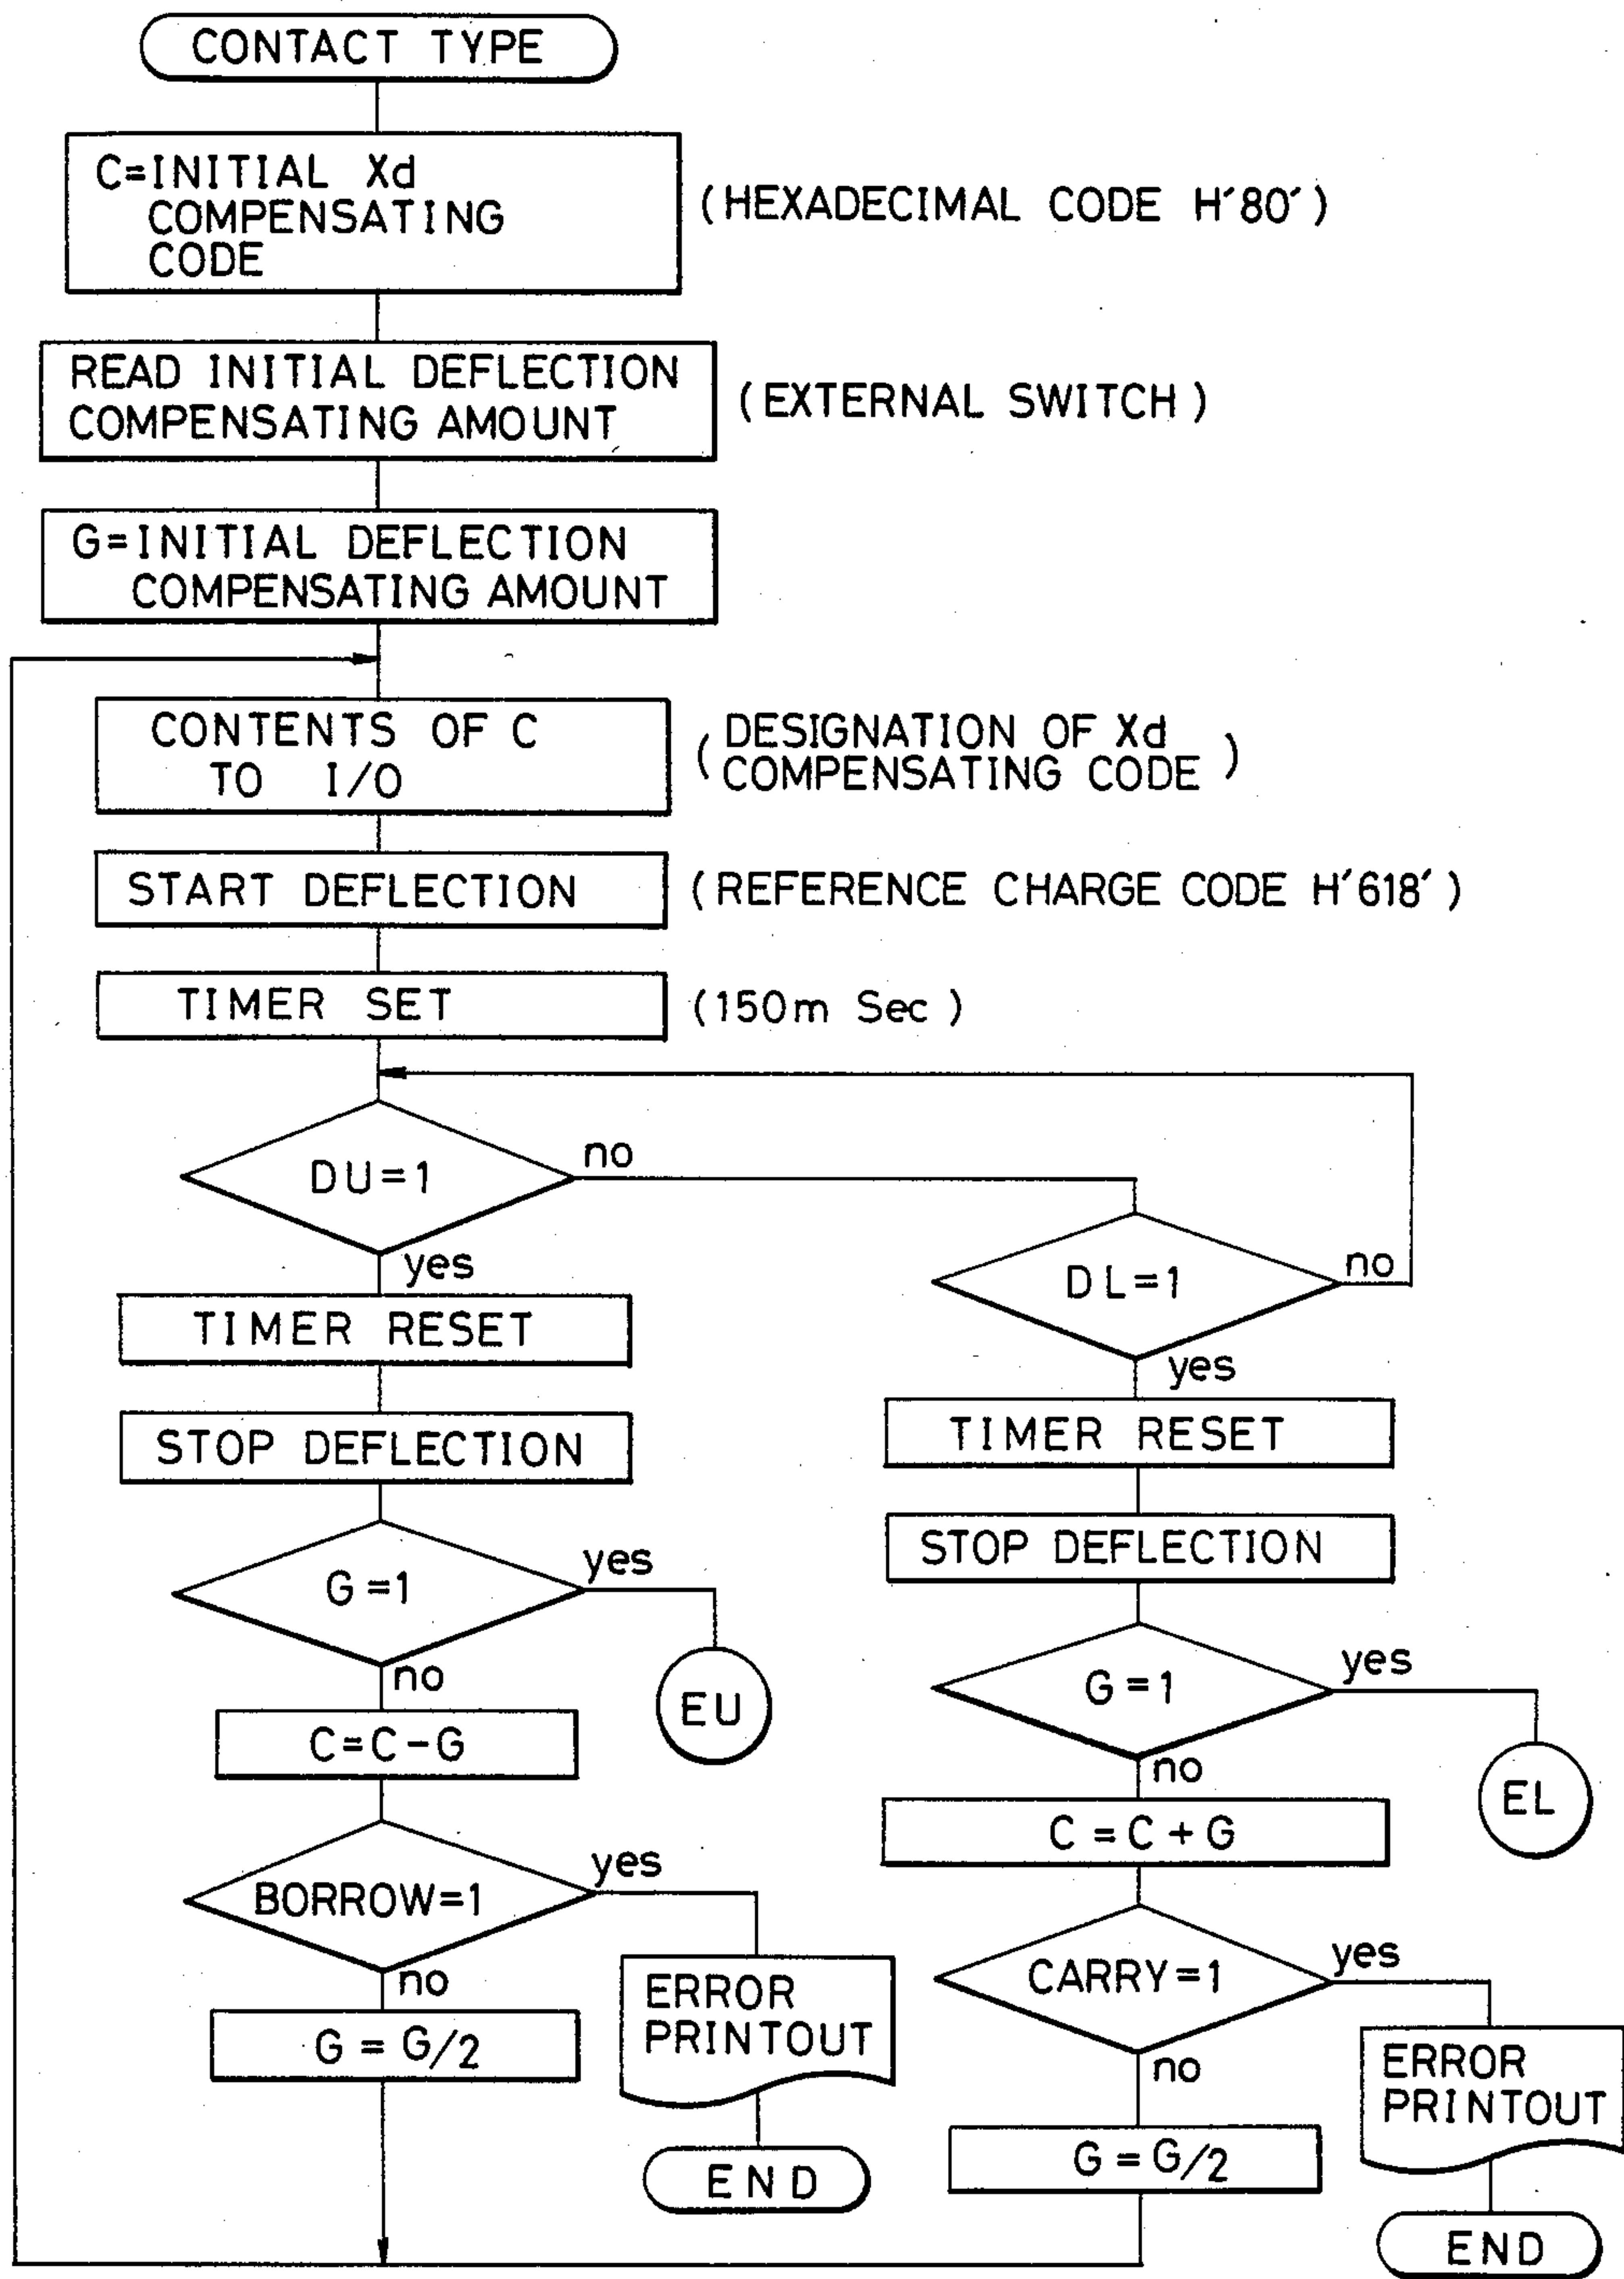 CONTACT TYPE
C=INITIAL Xd
COMPENSATING
CODE
(HEXADECIMAL CODE H'80')
READ INITIAL DEFLECTION
COMPENSATING AMOUNT
(EXTERNAL SWITCH)
G=INITIAL DEFLECTION
COMPENSATING AMOUNT
CONTENTS OF C
TO I/O
(DESIGNATION OF Xd
COMPENSATING CODE)
START DEFLECTION
(REFERENCE CHARGE CODE H'618')
TIMER SET
(150m Sec)
DU=1
no
yes
DL=1
no
yes
TIMER RESET
STOP DEFLECTION
TIMER RESET
STOP DEFLECTION
G=1
yes
no
EU
G=1
yes
no
EL
C=C-G
C=C+G
BORROW=1
yes
no
CARRY=1
yes
no
ERROR
PRINTOUT
G=G/2
END
ERROR
PRINTOUT
G=G/2
END